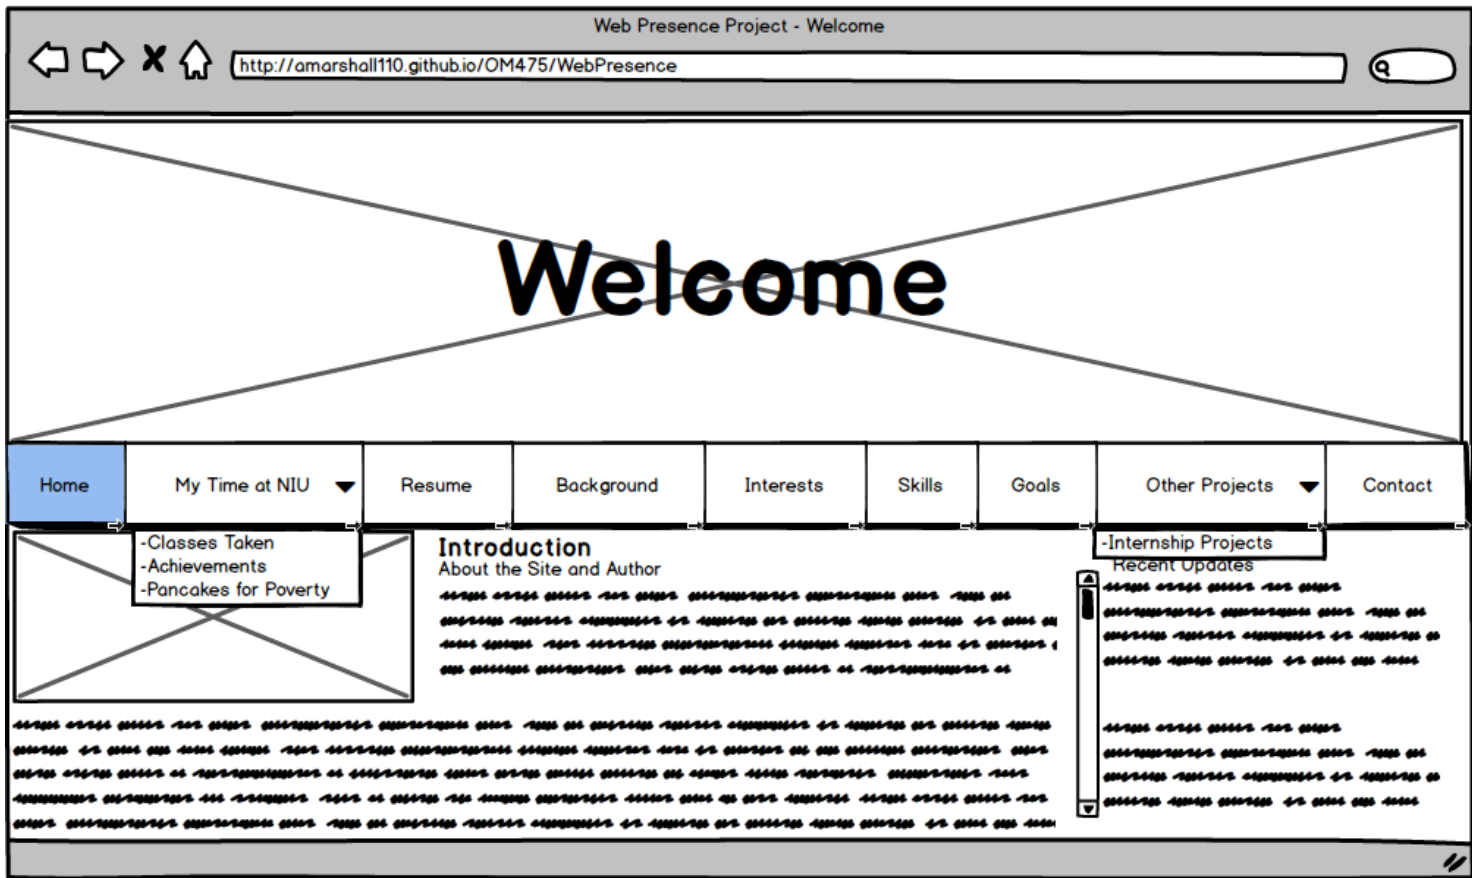 Web Presence Project - Welcome
http://amarshall110.github.io/OM475/WebPresence
Welcome
Home
My Time at NIU
Resume
Background
Interests
Skills
Goals
Other Projects
Contact
-Classes Taken
-Achievements
-Pancakes for Poverty
Introduction
About the Site and Author
-Internship Projects
Recent Updates